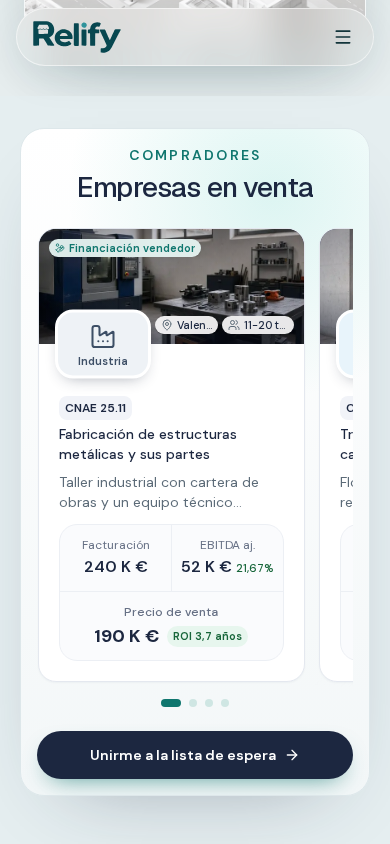 Relify
COMPRADORES
Empresas en venta
Financiación vendedor
Valen...
11-20 t...
Industria
CNAE 25.11
Fabricación de estructuras
metálicas y sus partes
Taller industrial con cartera de
obras y un equipo técnico...
Facturación
240 K €
EBITDA aj.
52 K € 21,67%
Precio de venta
190 K €
ROI 3,7 años
Unirme a la lista de espera